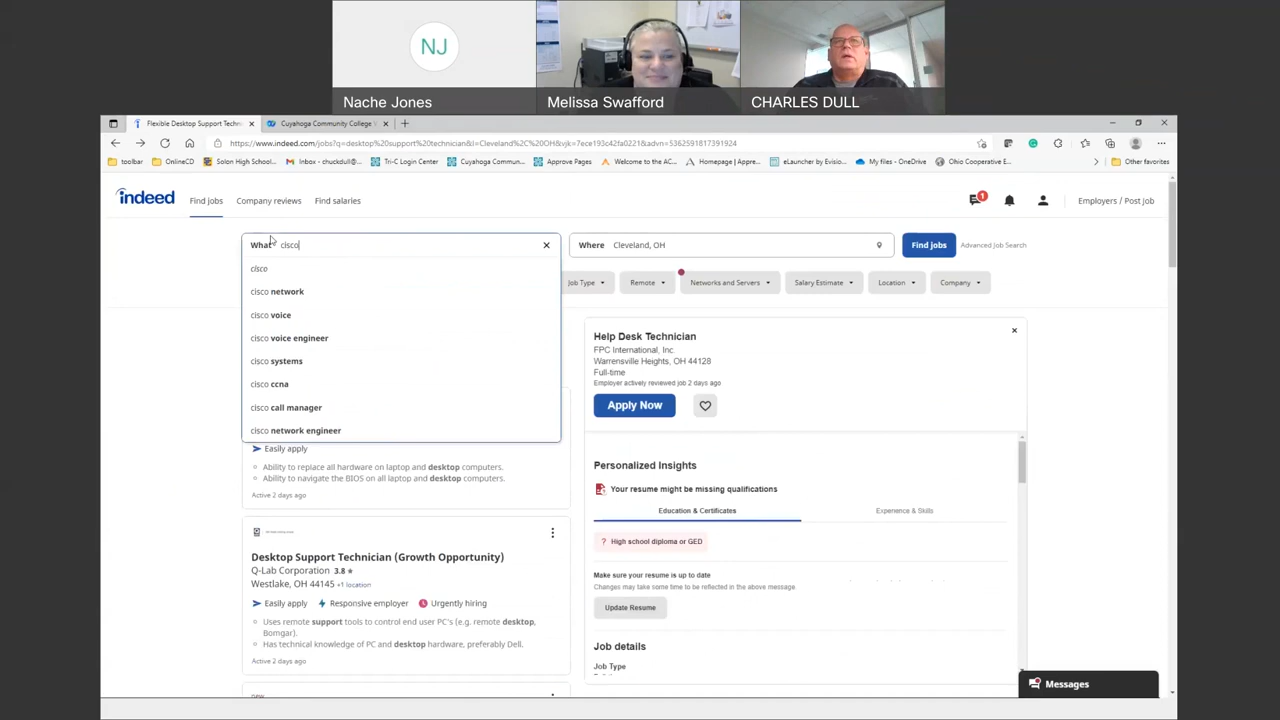 NJ
Nache Jones
Melissa Swafford
CHARLES DULL
Flexible Desktop Support Techn
Cuyahoga Community College
https://www.indeed.com/jobs?q=desktop%20support%20technician&l=Cleveland%2C%20OH&vjk=7ece193c42fa0372&advn=5362591817391924
toolbar
OnlineCD
Solon High School...
Inbox - chuckdull@...
Tri-C Login Center
Cuyahoga Commun...
Approve Pages
Welcome to the AC...
Homepage | Appre...
eLauncher by Evisio...
My files - OneDrive
Ohio Cooperative E...
Other favorites
indeed
Find jobs
Company reviews
Find salaries
1
Employers / Post job
What cisco
Where Cleveland, OH
Find jobs
Advanced Job Search
cisco
cisco network
cisco voice
cisco voice engineer
cisco systems
cisco ccna
cisco call manager
cisco network engineer
Job Type
Remote
Networks and Servers
Salary Estimate
Location
Company
Easily apply
Ability to replace all hardware on laptop and desktop computers.
Ability to navigate the BIOS on all laptop and desktop computers.
Active 2 days ago
Desktop Support Technician (Growth Opportunity)
Q-Lab Corporation 3.8
Westlake, OH 44145 +1 location
Easily apply
Responsive employer
Urgently hiring
Uses remote support tools to control end user PC's (e.g. remote desktop,
Bomgar).
Has technical knowledge of PC and desktop hardware, preferably Dell.
Active 2 days ago
new
Help Desk Technician
FPC International, Inc.
Warrensville Heights, OH 44128
Full-time
Employer actively reviewed job 2 days ago
Apply Now
Personalized Insights
Your resume might be missing qualifications
Education & Certificates
Experience & Skills
? High school diploma or GED
Make sure your resume is up to date
Changes may take some time to be reflected in the above message
Update Resume
Job details
Job Type
Messages